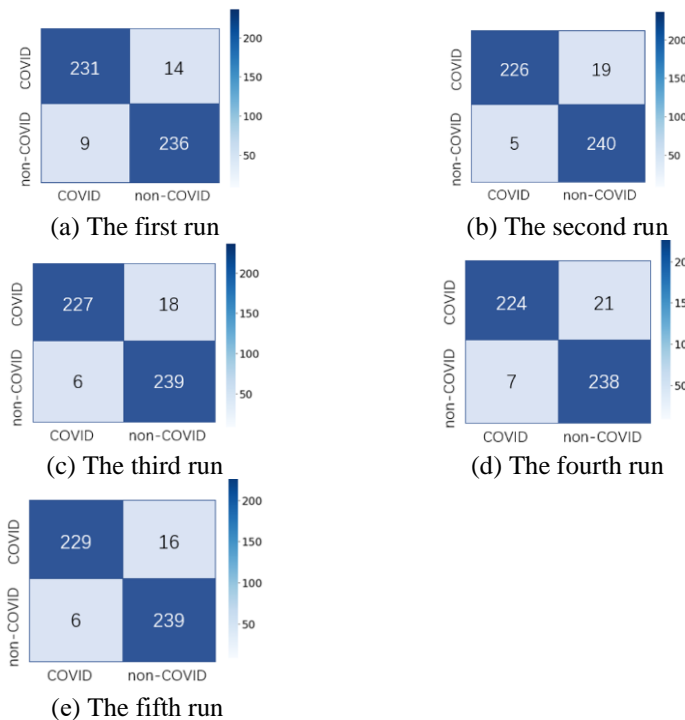 COVID
231
14
200
150
non-COVID
9
236
100
50
COVID
non-COVID
(a) The first run
COVID
226
19
200
150
non-COVID
5
240
100
50
COVID
non-COVID
(b) The second run
COVID
227
18
200
150
non-COVID
6
239
100
50
COVID
non-COVID
(c) The third run
COVID
224
21
200
150
non-COVID
7
238
100
50
COVID
non-COVID
(d) The fourth run
COVID
229
16
200
150
non-COVID
6
239
100
50
COVID
non-COVID
(e) The fifth run